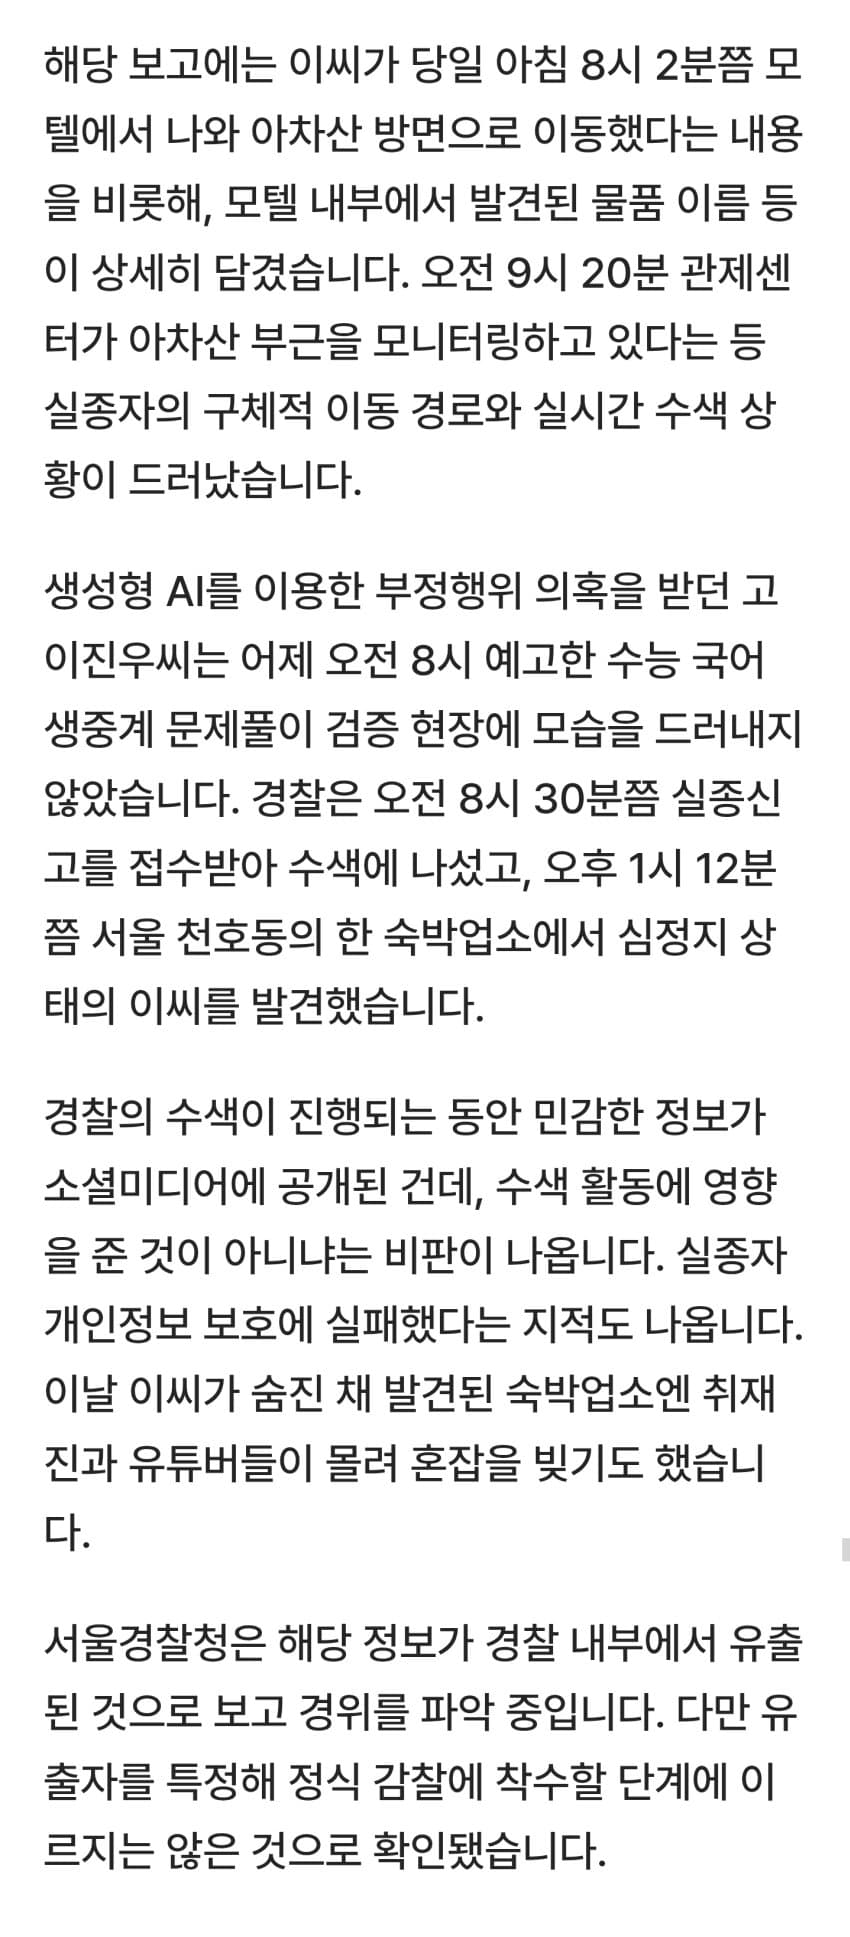 해당 보고에는 이씨가 당일 아침 8시 2분쯤 모
텔에서 나와 아차산 방면으로 이동했다는 내용
을 비롯해, 모텔 내부에서 발견된 물품 이름 등
이 상세히 담겼습니다. 오전 9시 20분 관제센
터가 아차산 부근을 모니터링하고 있다는 등
실종자의 구체적 이동 경로와 실시간 수색 상
황이 드러났습니다.
생성형 AI를 이용한 부정행위 의혹을 받던 고
이진우씨는 어제 오전 8시 예고한 수능 국어
생중계 문제풀이 검증 현장에 모습을 드러내지
않았습니다. 경찰은 오전 8시 30분쯤 실종신
고를 접수받아 수색에 나섰고, 오후 1시 12분
쯤 서울 천호동의 한 숙박업소에서 심정지 상
태의 이씨를 발견했습니다.
경찰의 수색이 진행되는 동안 민감한 정보가
소셜미디어에 공개된 건데, 수색 활동에 영향
을 준 것이 아니냐는 비판이 나옵니다. 실종자
개인정보 보호에 실패했다는 지적도 나옵니다.
이날 이씨가 숨진 채 발견된 숙박업소엔 취재
진과 유튜버들이 몰려 혼잡을 빚기도 했습니
다.
서울경찰청은 해당 정보가 경찰 내부에서 유출
된 것으로 보고 경위를 파악 중입니다. 다만 유
출자를 특정해 정식 감찰에 착수할 단계에 이
르지는 않은 것으로 확인됐습니다.